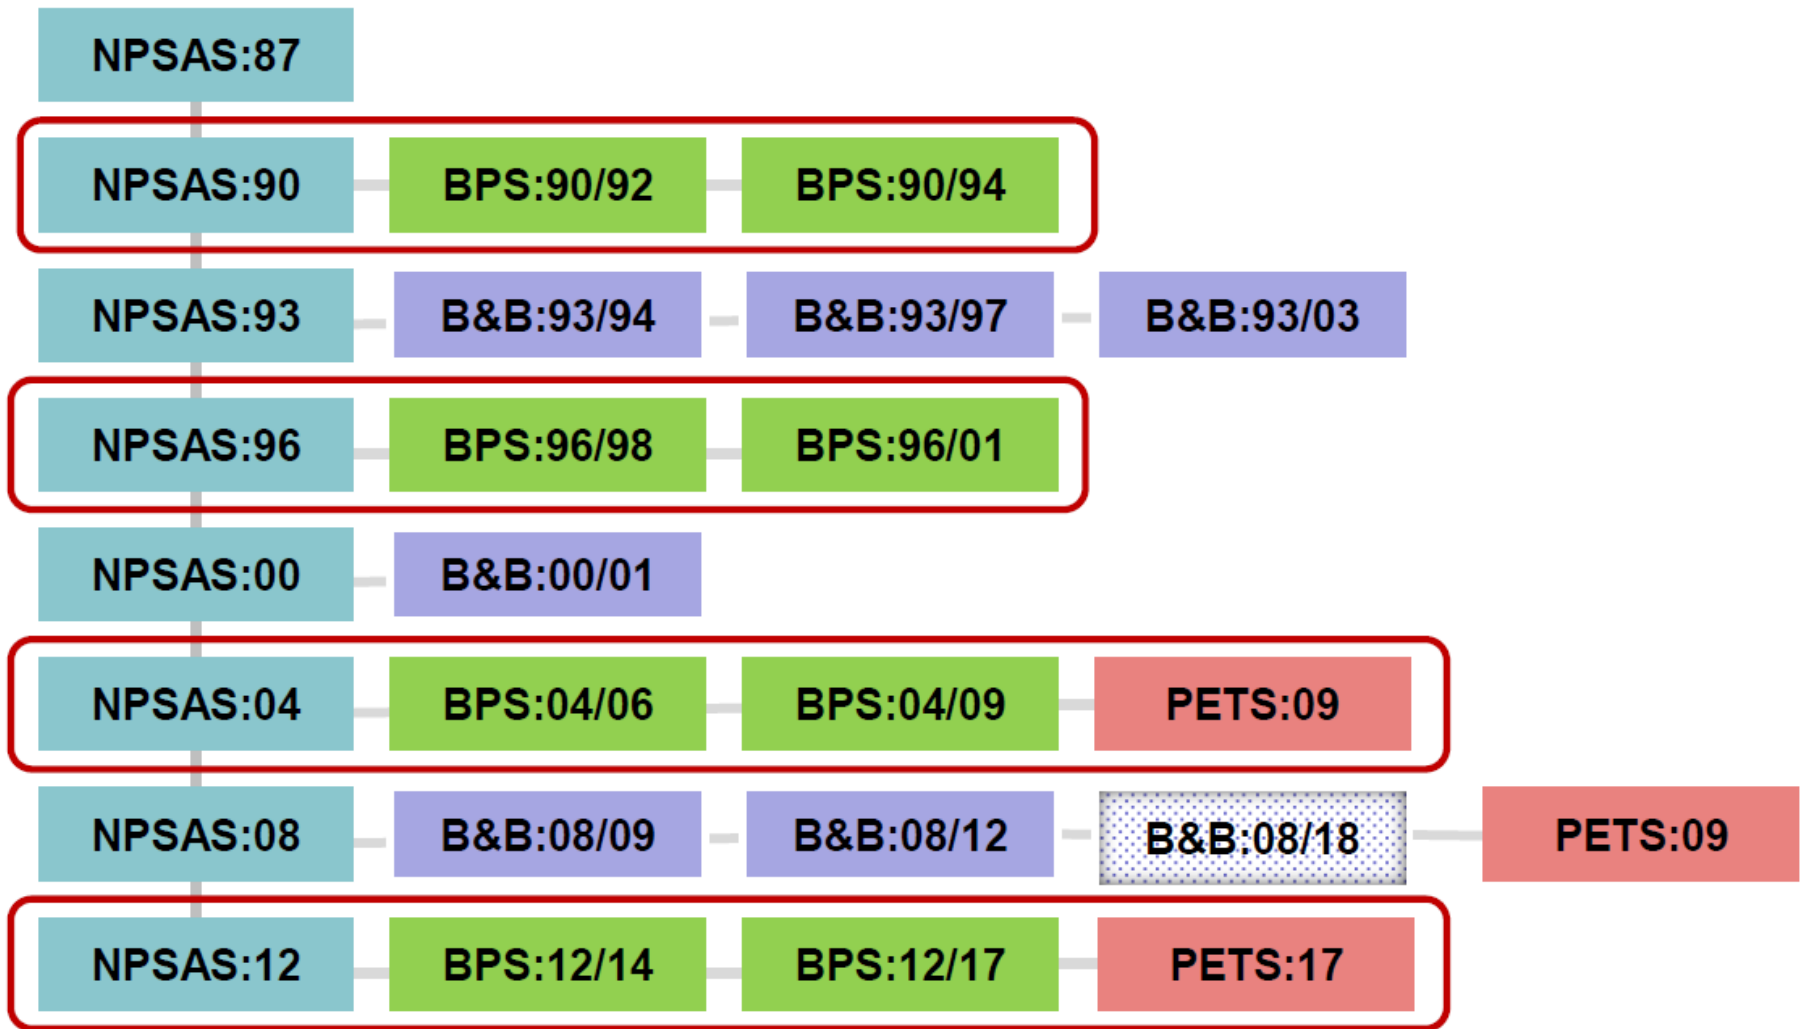 NPSAS:87
NPSAS:90 BPS:90/92 BPS:90/94
NPSAS:93 B&B:93/94 B&B:93/97 B&B:93/03
NPSAS:96 BPS:96/98 BPS:96/01
NPSAS:00 B&B:00/01
NPSAS:04 BPS:04/06 BPS:04/09 PETS:09
NPSAS:08 B&B:08/09 B&B:08/12 B&B:08/18 PETS:09
NPSAS:12 BPS:12/14 BPS:12/17 PETS:17